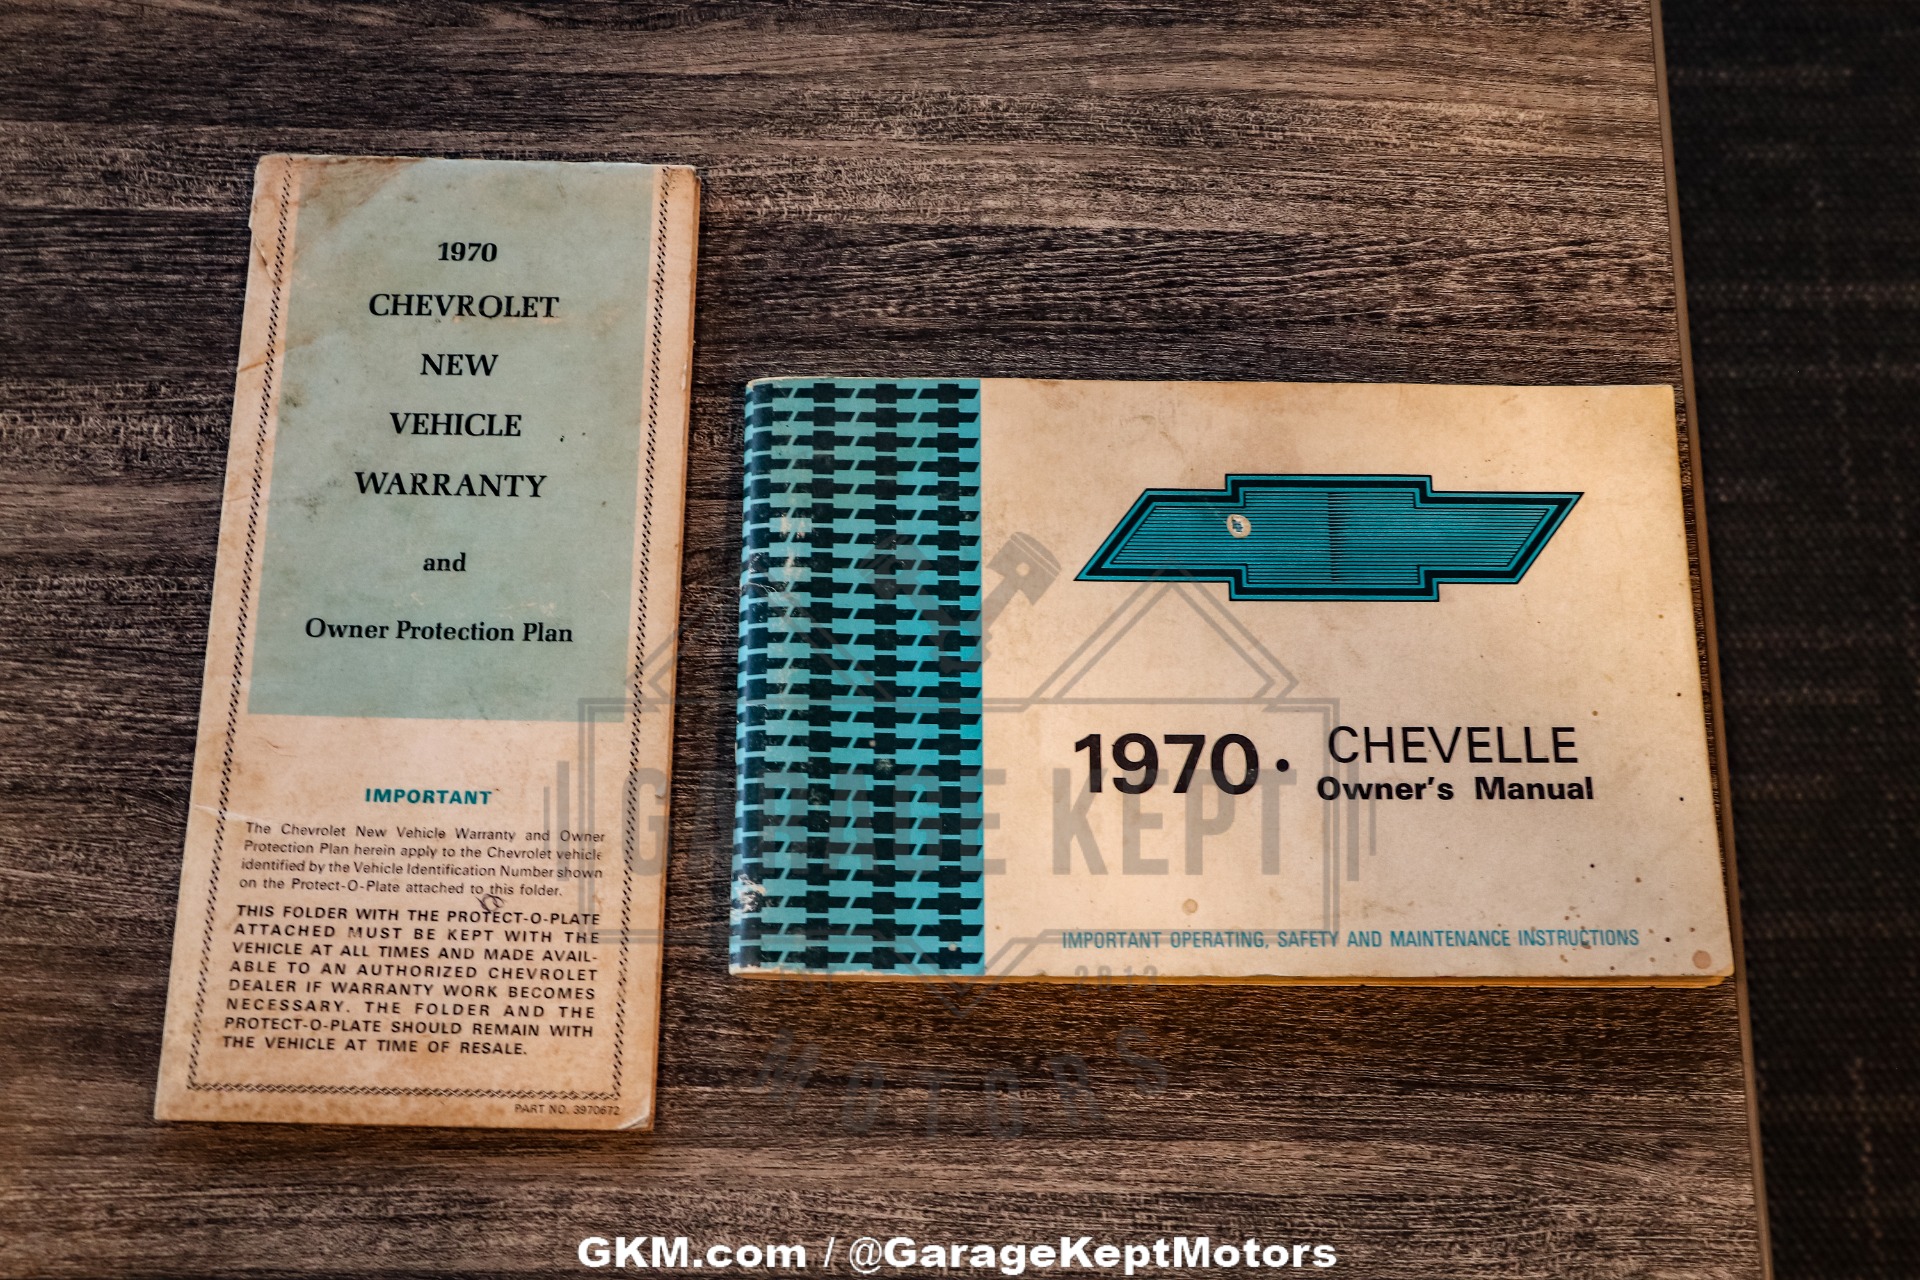 1970
CHEVROLET
NEW
VEHICLE
WARRANTY
and
Owner Protection Plan
IMPORTANT
The Chevrolet New Vehicle Warranty and Owner
Protection Plan herein apply to the Chevrolet vehicle
identified by the Vehicle Identification Number shown
on the Protect-O-Plate attached to this folder.
THIS FOLDER WITH THE PROTECT-O-PLATE
ATTACHED MUST BE KEPT WITH THE
VEHICLE AT ALL TIMES AND MADE AVAIL-
ABLE TO AN AUTHORIZED CHEVROLET
DEALER IF WARRANTY WORK BECOMES
NECESSARY. THE FOLDER AND THE
PROTECT-O-PLATE SHOULD REMAIN WITH
THE VEHICLE AT TIME OF RESALE.
PART NO. 3970672
1970 • CHEVELLE
Owner's Manual
IMPORTANT OPERATING, SAFETY AND MAINTENANCE INSTRUCTIONS
GARAGE KEPT
2013
MOTORS
GKM.com / @GarageKeptMotors